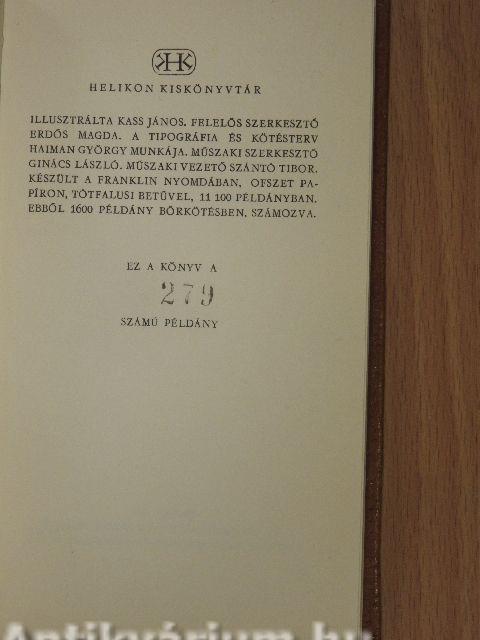 HK
HELIKON KISKÖNYVTÁR
ILLUSZTRÁLTA KASS JÁNOS. FELELŐS SZERKESZTŐ
ERDŐS MAGDA. A TIPOGRÁFIA ÉS KÖTÉSTERV
HAIMAN GYÖRGY MUNKÁJA. MŰSZAKI SZERKESZTŐ
GINÁCS LÁSZLÓ. MŰSZAKI VEZETŐ SZÁNTÓ TIBOR.
KÉSZÜLT A FRANKLIN NYOMDÁBAN, OFSZET PA-
PÍRON, TÓTFALUSI BETŰVEL, 11 100 PÉLDÁNYBAN.
EBBŐL 1600 PÉLDÁNY BŐRKÖTÉSBEN, SZÁMOZVA.
EZ A KÖNYV A
279
SZÁMÚ PÉLDÁNY
Antikvárium.hu